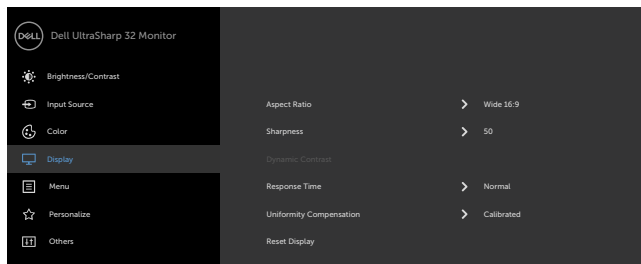 DELL Dell UltraSharp 32 Monitor
Brightness/Contrast
Input Source
Aspect Ratio Wide 16:9
Color
Sharpness 50
Display
Dynamic Contrast
Menu
Response Time Normal
Personalize
Uniformity Compensation Calibrated
Others
Reset Display